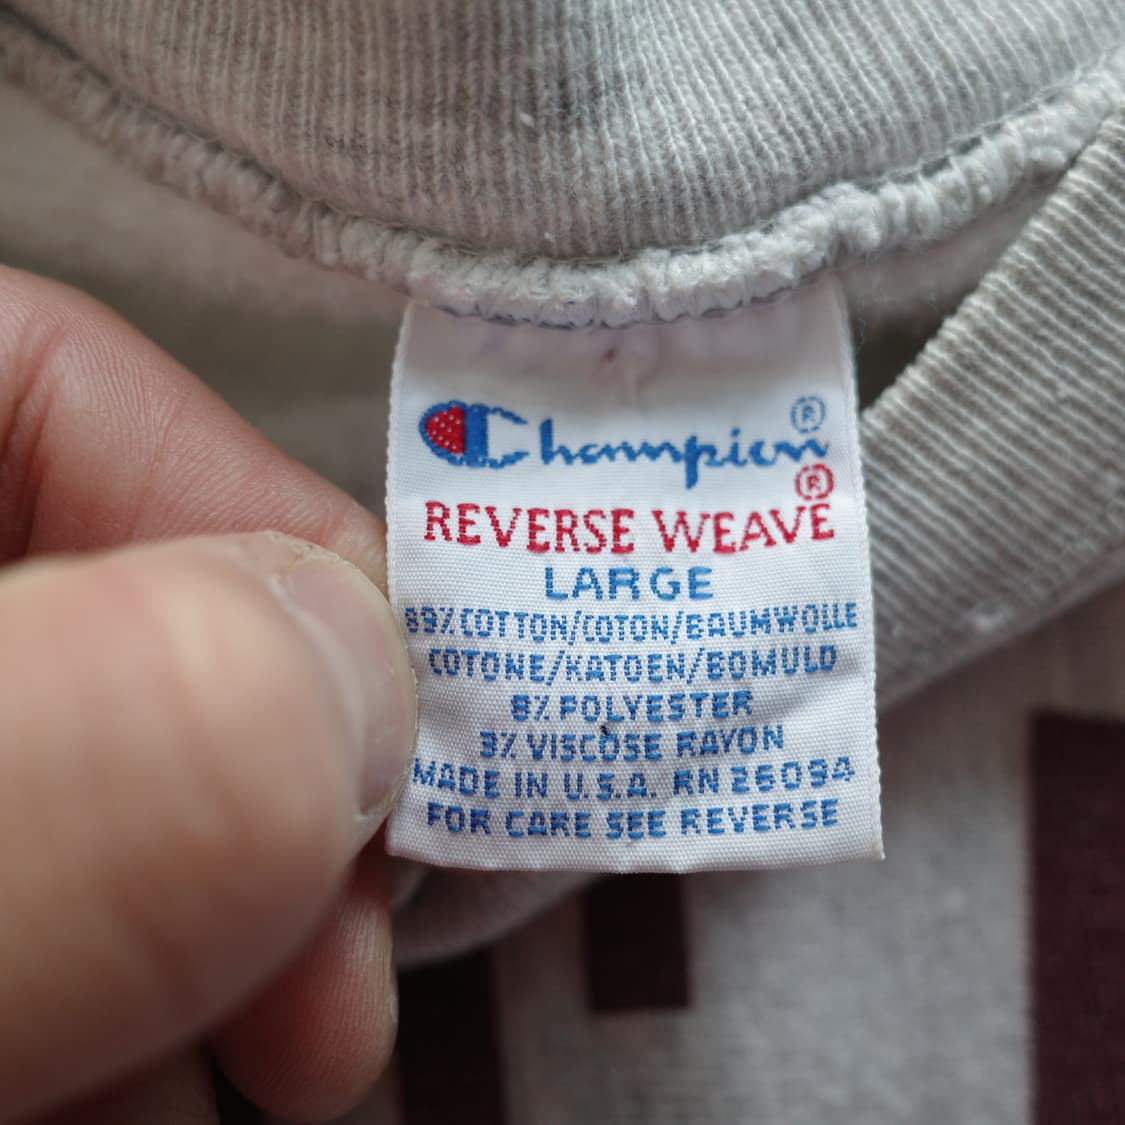 Champion®
REVERSE WEAVE®
LARGE
89% COTTON/COTON/BAUMWOLLE
COTONE/KATOEN/BOMULD
8% POLYESTER
3% VISCOSE RAYON
MADE IN U.S.A. RN 26094
FOR CARE SEE REVERSE